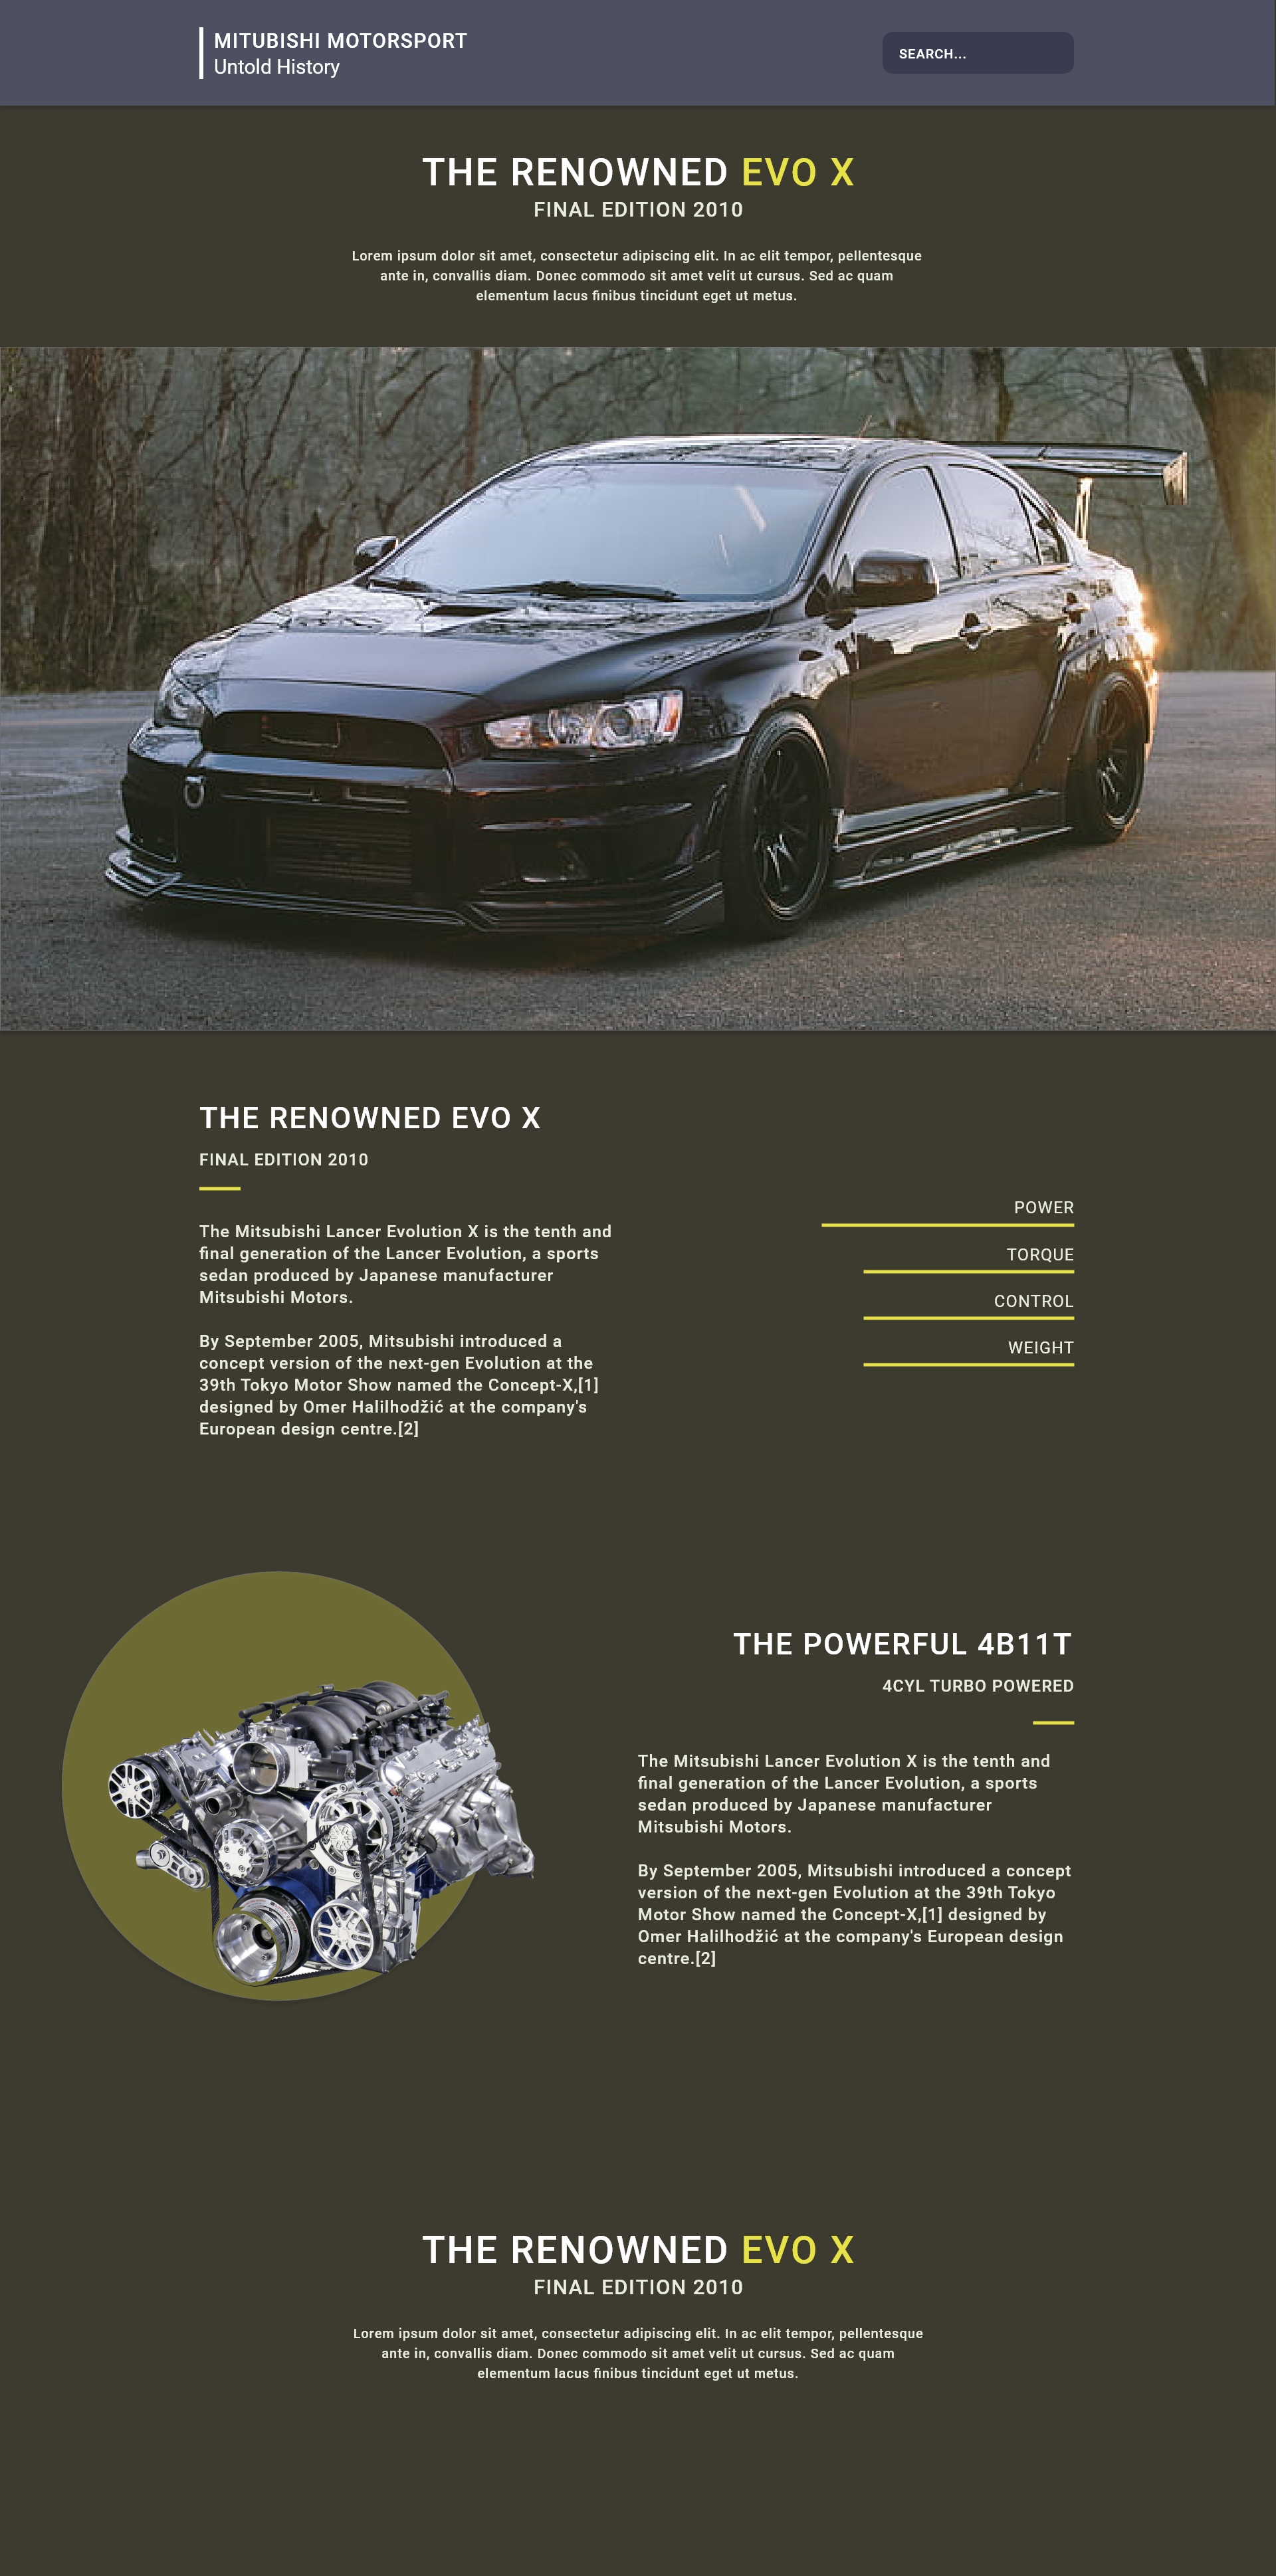 MITUBISHI MOTORSPORT
Untold History
SEARCH...
THE RENOWNED EVO X
FINAL EDITION 2010
Lorem ipsum dolor sit amet, consectetur adipiscing elit. In ac elit tempor, pellentesque
ante in, convallis diam. Donec commodo sit amet velit ut cursus. Sed ac quam
elementum lacus finibus tincidunt eget ut metus.
THE RENOWNED EVO X
FINAL EDITION 2010
The Mitsubishi Lancer Evolution X is the tenth and
final generation of the Lancer Evolution, a sports
sedan produced by Japanese manufacturer
Mitsubishi Motors.
By September 2005, Mitsubishi introduced a
concept version of the next-gen Evolution at the
39th Tokyo Motor Show named the Concept-X,[1]
designed by Omer Halilhodžić at the company's
European design centre.[2]
POWER
TORQUE
CONTROL
WEIGHT
THE POWERFUL 4B11T
4CYL TURBO POWERED
The Mitsubishi Lancer Evolution X is the tenth and
final generation of the Lancer Evolution, a sports
sedan produced by Japanese manufacturer
Mitsubishi Motors.
By September 2005, Mitsubishi introduced a concept
version of the next-gen Evolution at the 39th Tokyo
Motor Show named the Concept-X,[1] designed by
Omer Halilhodžić at the company's European design
centre.[2]
THE RENOWNED EVO X
FINAL EDITION 2010
Lorem ipsum dolor sit amet, consectetur adipiscing elit. In ac elit tempor, pellentesque
ante in, convallis diam. Donec commodo sit amet velit ut cursus. Sed ac quam
elementum lacus finibus tincidunt eget ut metus.